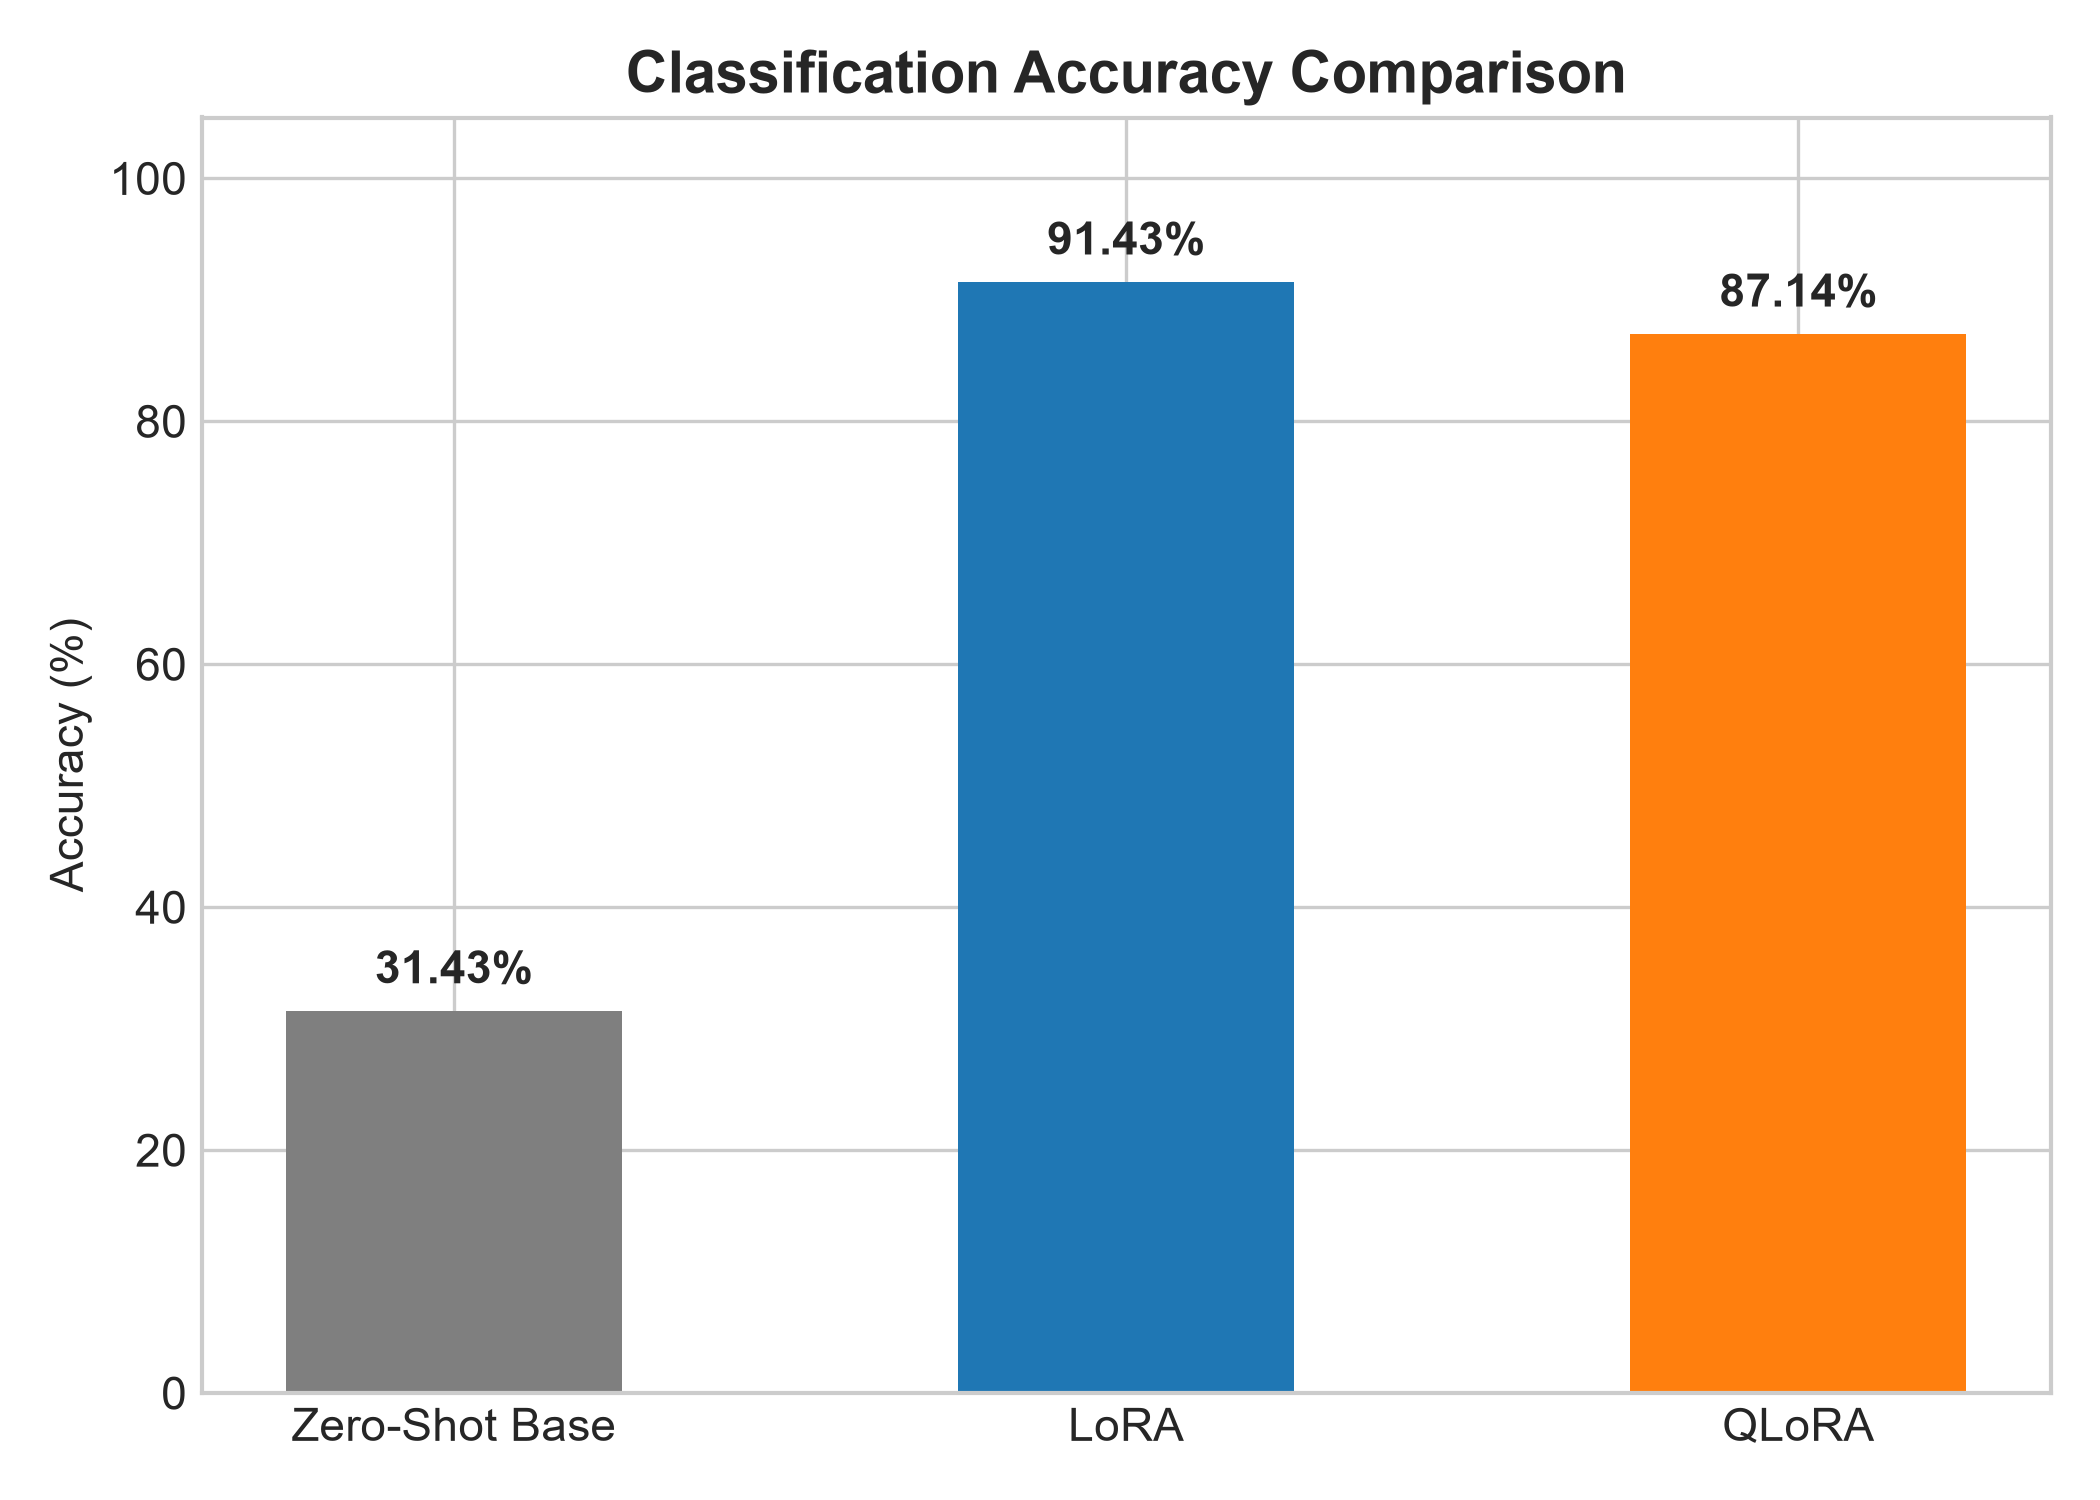 Classification Accuracy Comparison
Accuracy (%)
100
80
60
40
20
0
31.43%
91.43%
87.14%
Zero-Shot Base
LoRA
QLoRA